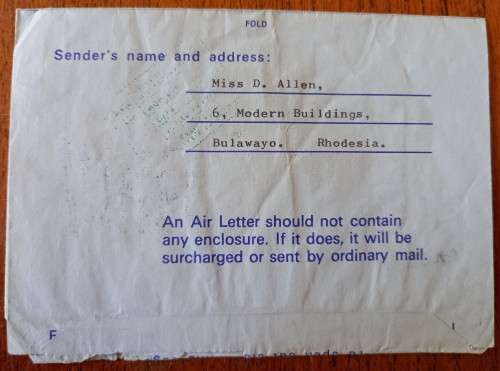 FOLD
Sender's name and address:
Miss D. Allen,
6, Modern Buildings,
Bulawayo. Rhodesia.
An Air Letter should not contain
any enclosure. If it does, it will be
surcharged or sent by ordinary mail.
F